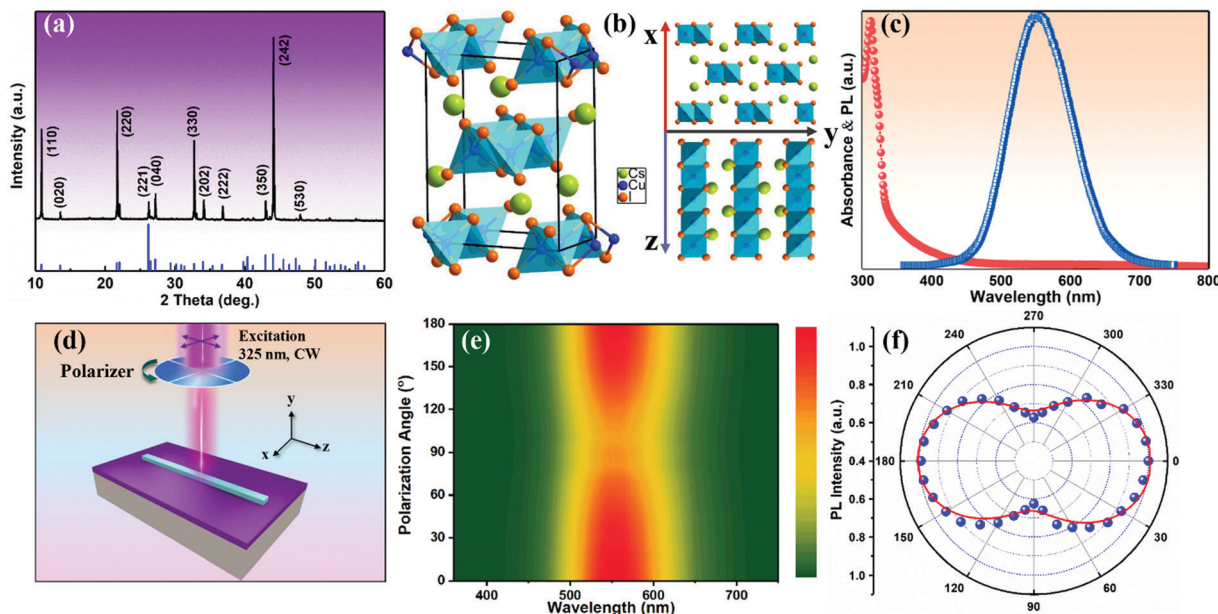 (a)
Intensity (a.u.)
(110)
(020)
(220)
(221)
(040)
(330)
(202)
(222)
(350)
(242)
(530)
10 20 30 40 50 60
2 Theta (deg.)
(b)
x
y
z
Cs
Cu
I
(c)
Absorbance & PL (a.u.)
300 400 500 600 700 800
Wavelength (nm)
(d)
Excitation
325 nm, CW
Polarizer
y
x
z
(e)
Polarization Angle (°)
180
150
120
90
60
30
0
400 500 600 700
Wavelength (nm)
(f)
PL Intensity (a.u.)
1.0
0.8
0.7
0.6
0.4
0.6
0.7
0.8
1.0
270
240
300
210
330
180
0
150
30
120
60
90